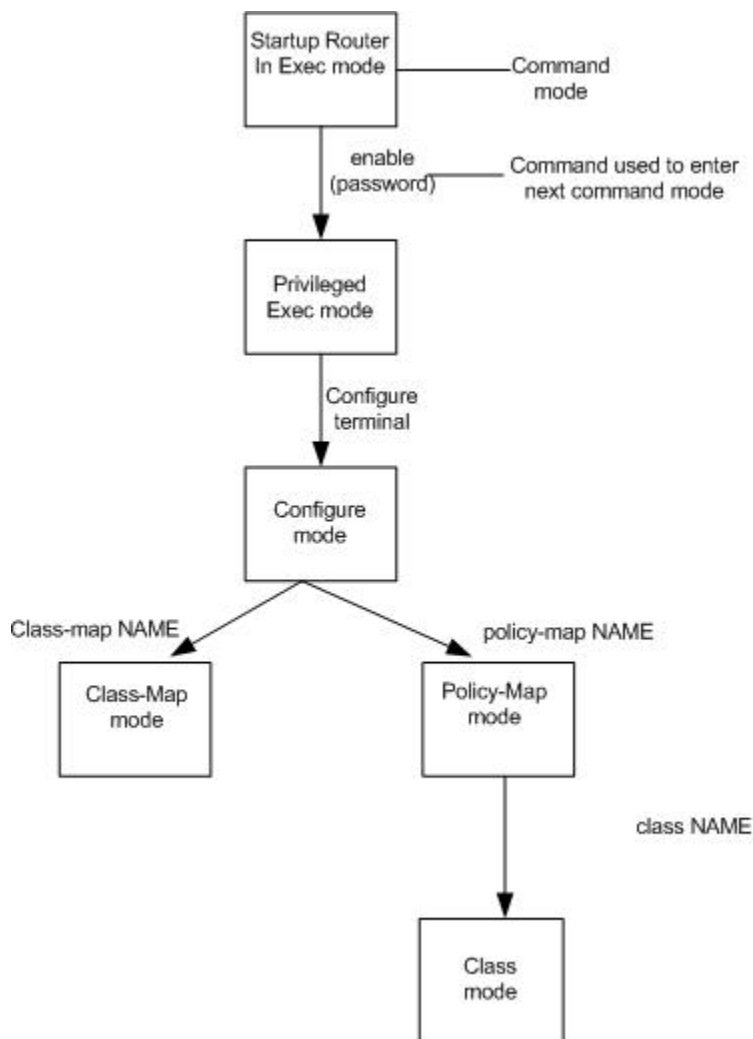 Startup Router
In Exec mode
Command
mode
enable
(password)
Command used to enter
next command mode
Privileged
Exec mode
Configure
terminal
Configure
mode
Class-map NAME
policy-map NAME
Class-Map
mode
Policy-Map
mode
class NAME
Class
mode